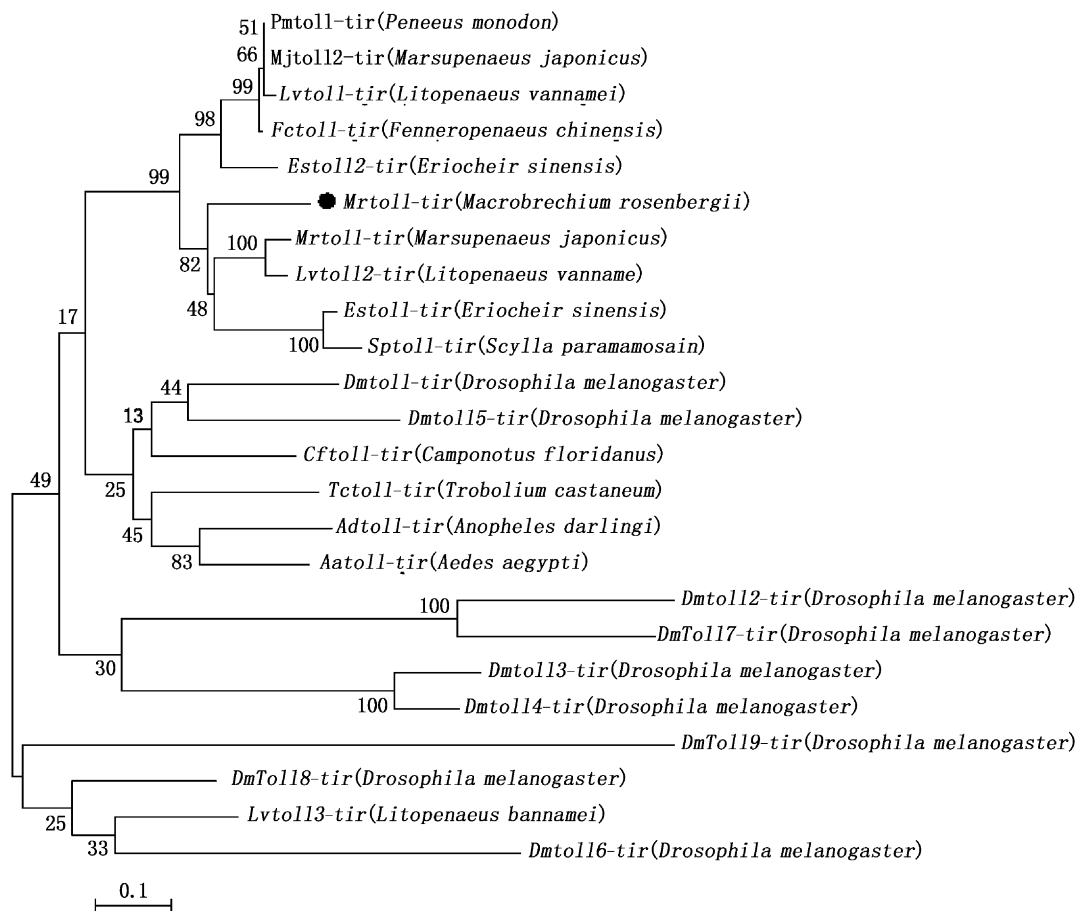 51
Pmtoll-tir(Peneeus monodon)
66
Mjtoll2-tir(Marsupenaeus japonicus)
99
Lvtoll-tir(Litopenaeus vannamei)
98
Fctoll-tir(Fenneropenaeus chinensis)
Estoll2-tir(Eriocheir sinensis)
99
Mrtoll-tir(Macrobrechium rosenbergii)
100
Mrtoll-tir(Marsupenaeus japonicus)
82
Lvtoll2-tir(Litopenaeus vanname)
48
Estoll-tir(Eriocheir sinensis)
17
100
Sptoll-tir(Scylla paramamosain)
44
Dmtoll-tir(Drosophila melanogaster)
13
Dmtoll5-tir(Drosophila melanogaster)
Cftoll-tir(Camponotus floridanus)
49
25
Tctoll-tir(Trobolium castaneum)
45
Adtoll-tir(Anopheles darlingi)
83
Aatoll-tir(Aedes aegypti)
100
Dmtoll2-tir(Drosophila melanogaster)
DmToll7-tir(Drosophila melanogaster)
30
Dmtoll3-tir(Drosophila melanogaster)
100
Dmtoll4-tir(Drosophila melanogaster)
DmToll9-tir(Drosophila melanogaster)
DmToll8-tir(Drosophila melanogaster)
25
Lvtoll3-tir(Litopenaeus bannamei)
33
Dmtoll6-tir(Drosophila melanogaster)
0.1